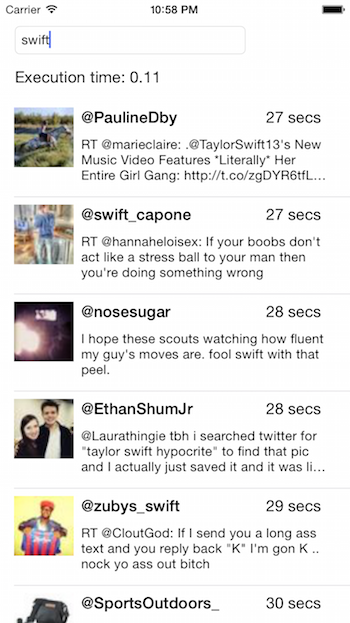 Carrier 10:58 PM
swift
Execution time: 0.11
@PaulineDby 27 secs
RT @marieclaire: .@TaylorSwift13's New
Music Video Features *Literally* Her
Entire Girl Gang: http://t.co/zgDYR6tfL...
@swift_capone 27 secs
RT @hannaheloisex: If your boobs don't
act like a stress ball to your man then
you're doing something wrong
@nosesugar 28 secs
I hope these scouts watching how fluent
my guy's moves are. fool swift with that
peel.
@EthanShumJr 28 secs
@Laurathingie tbh i searched twitter for
"taylor swift hypocrite" to find that pic
and I actually just saved it and it was li...
@zubys_swift 29 secs
RT @CloutGod: If I send you a long ass
text and you reply back "K" I'm gon K ..
nock yo ass out bitch
@SportsOutdoors_ 30 secs